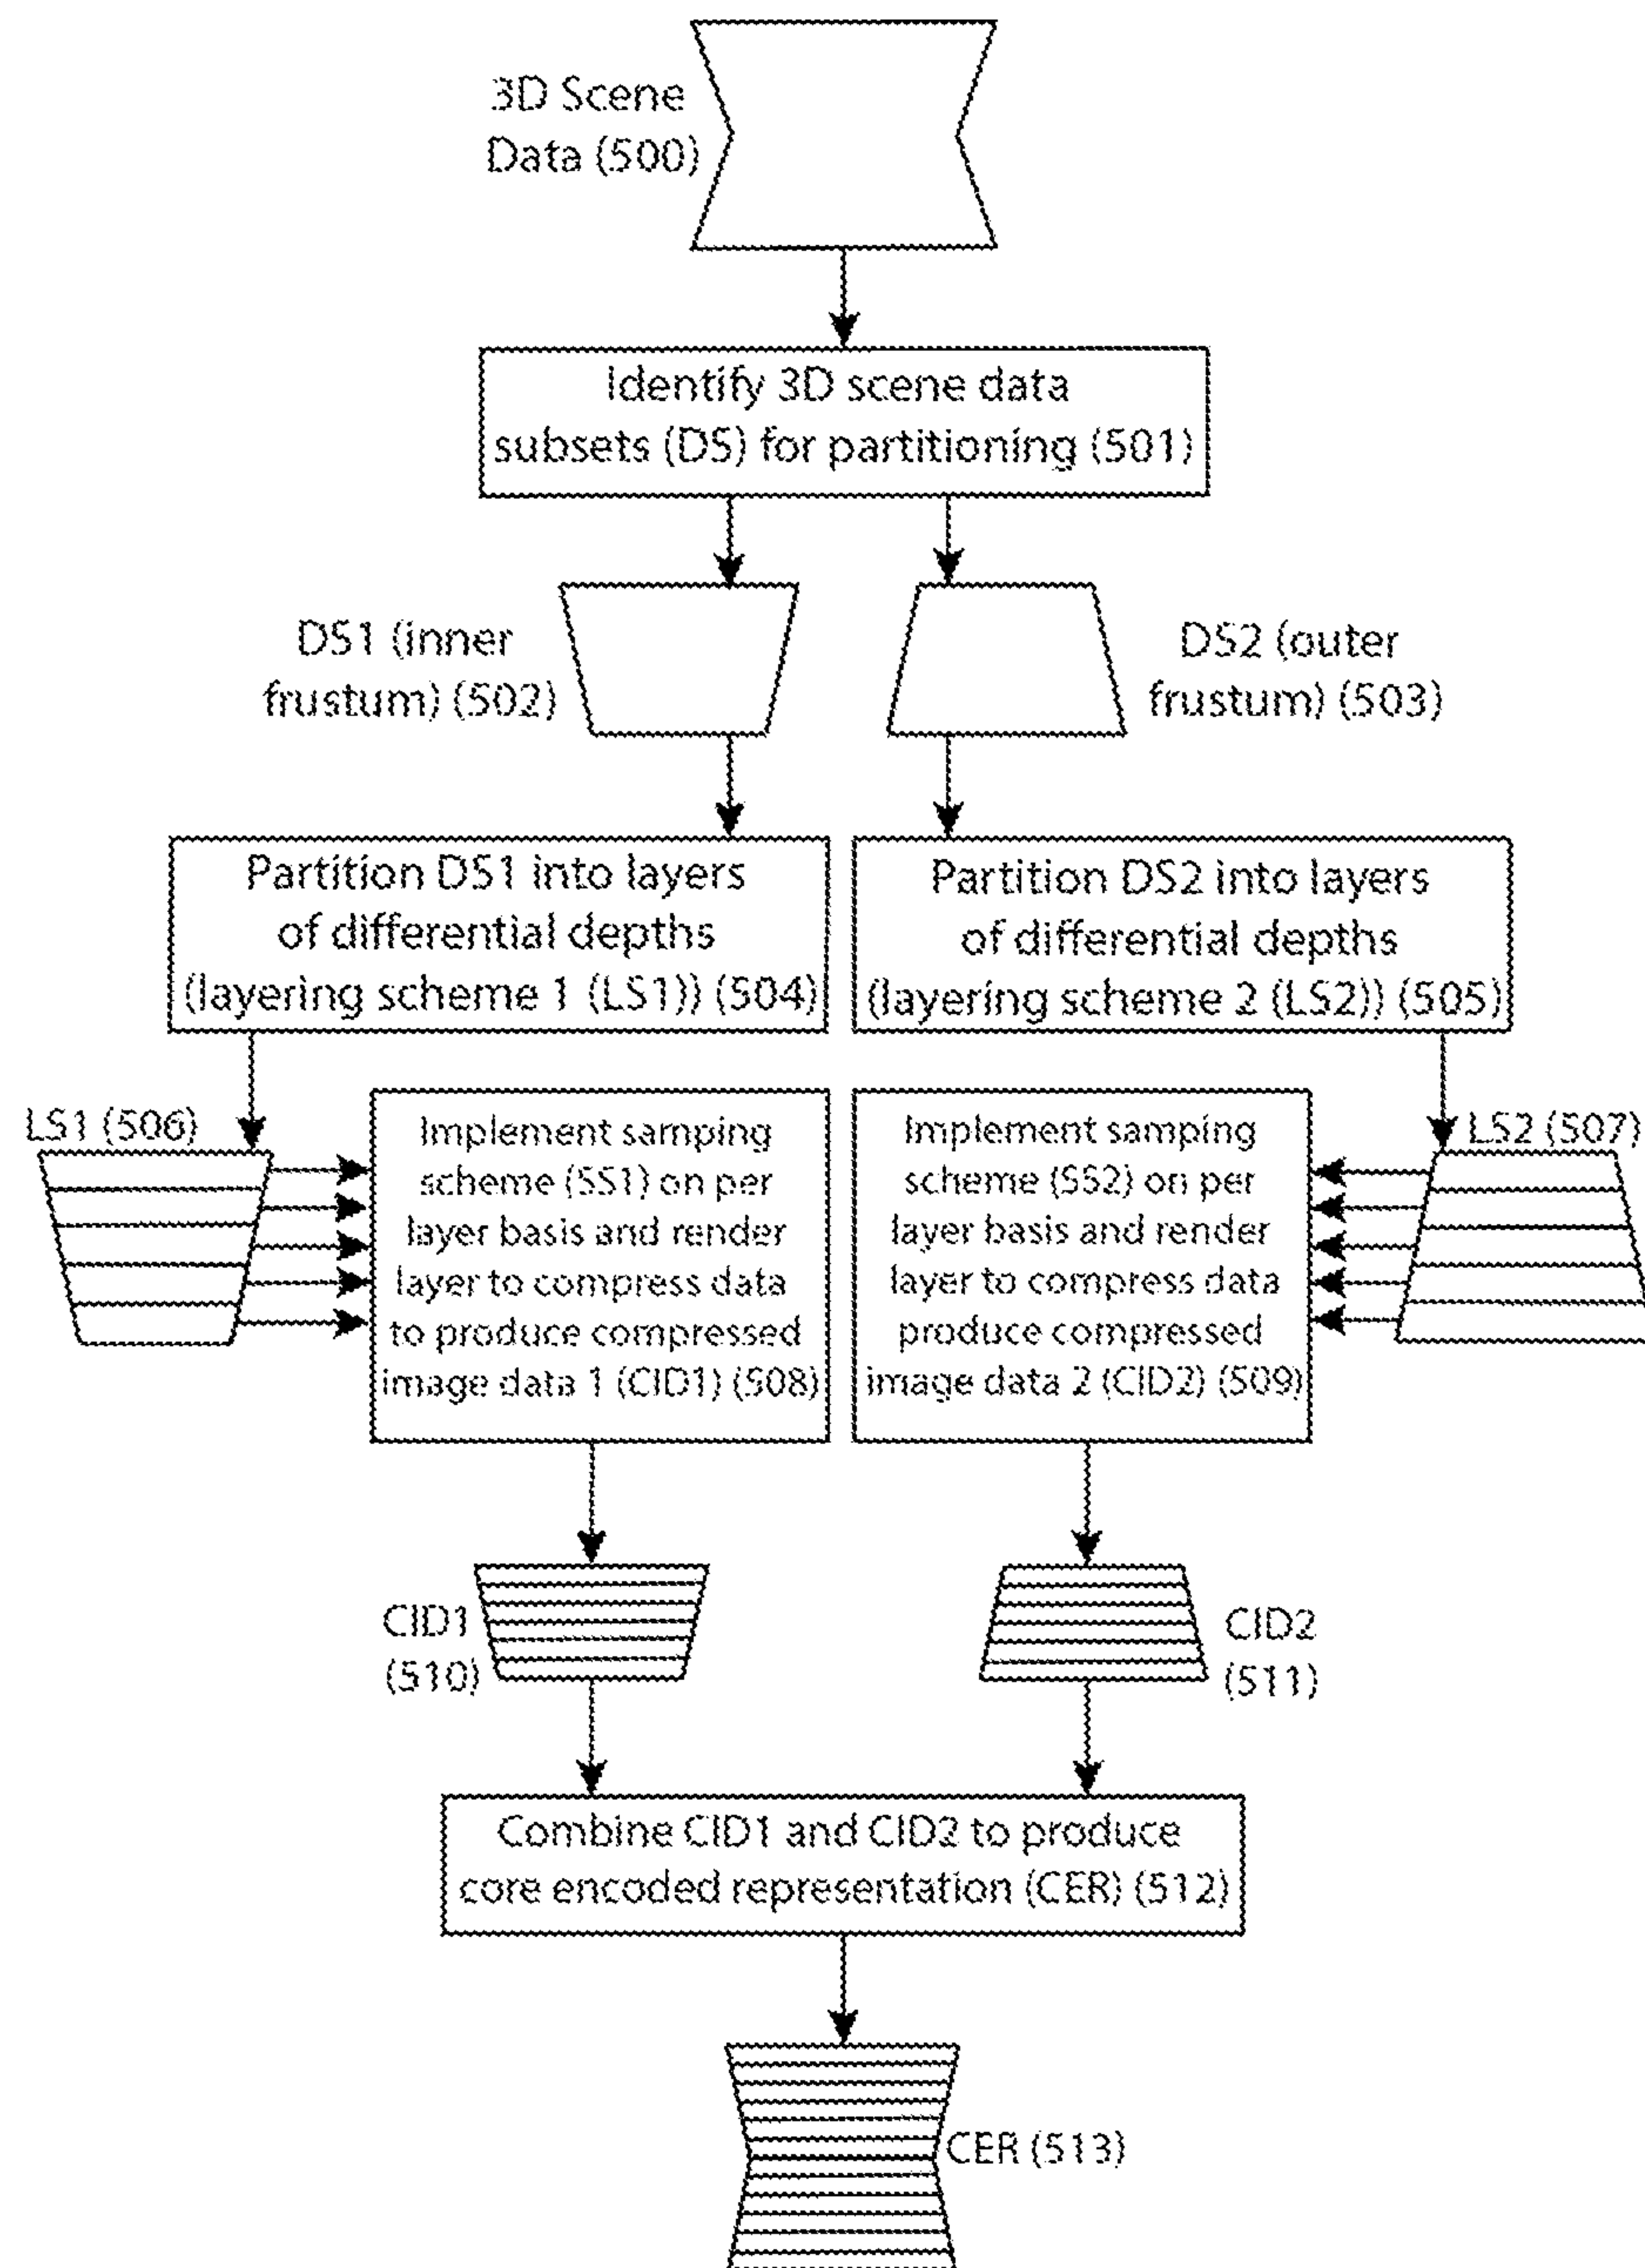 3D Scene
Data (500)
Identify 3D scene data
subsets (DS) for partitioning (501)
DS1 (inner
frustum) (502)
DS2 (outer
frustum) (503)
Partition DS1 into layers
of differential depths
(layering scheme 1 (LS1)) (504)
Partition DS2 into layers
of differential depths
(layering scheme 2 (LS2)) (505)
LS1 (506)
Implement samping
scheme (SS1) on per
layer basis and render
layer to compress data
to produce compressed
image data 1 (CID1) (508)
Implement samping
scheme (SS2) on per
layer basis and render
layer to compress data
produce compressed
image data 2 (CID2) (509)
LS2 (507)
CID1
(510)
CID2
(511)
Combine CID1 and CID2 to produce
core encoded representation (CER) (512)
CER (513)